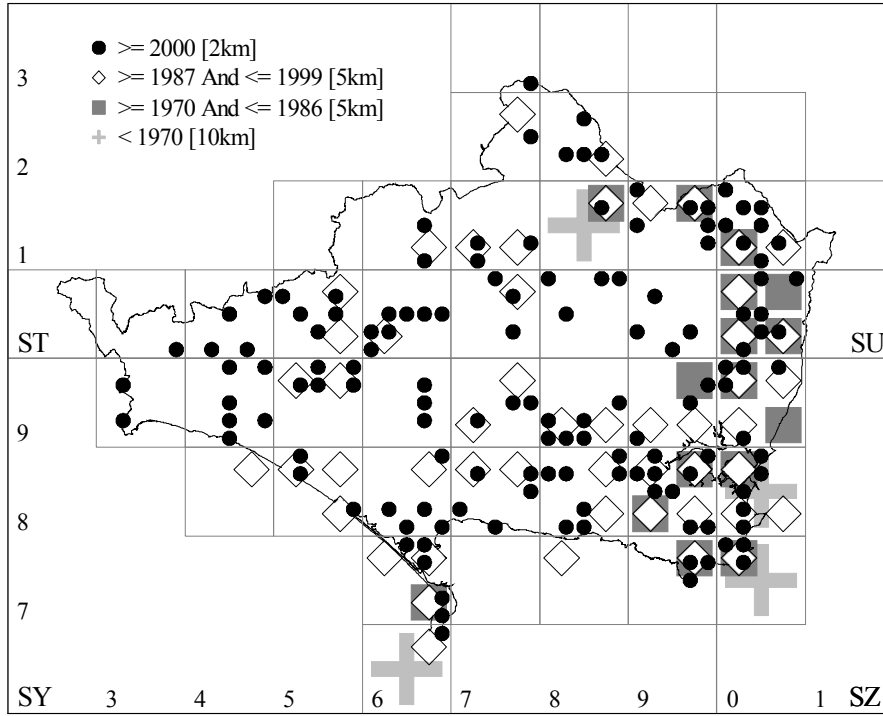 >= 2000 [2km]
>= 1987 And <= 1999 [5km]
>= 1970 And <= 1986 [5km]
< 1970 [10km]
3
2
1
ST SU
9
8
7
SY 3 4 5 6 7 8 9 0 1 SZ